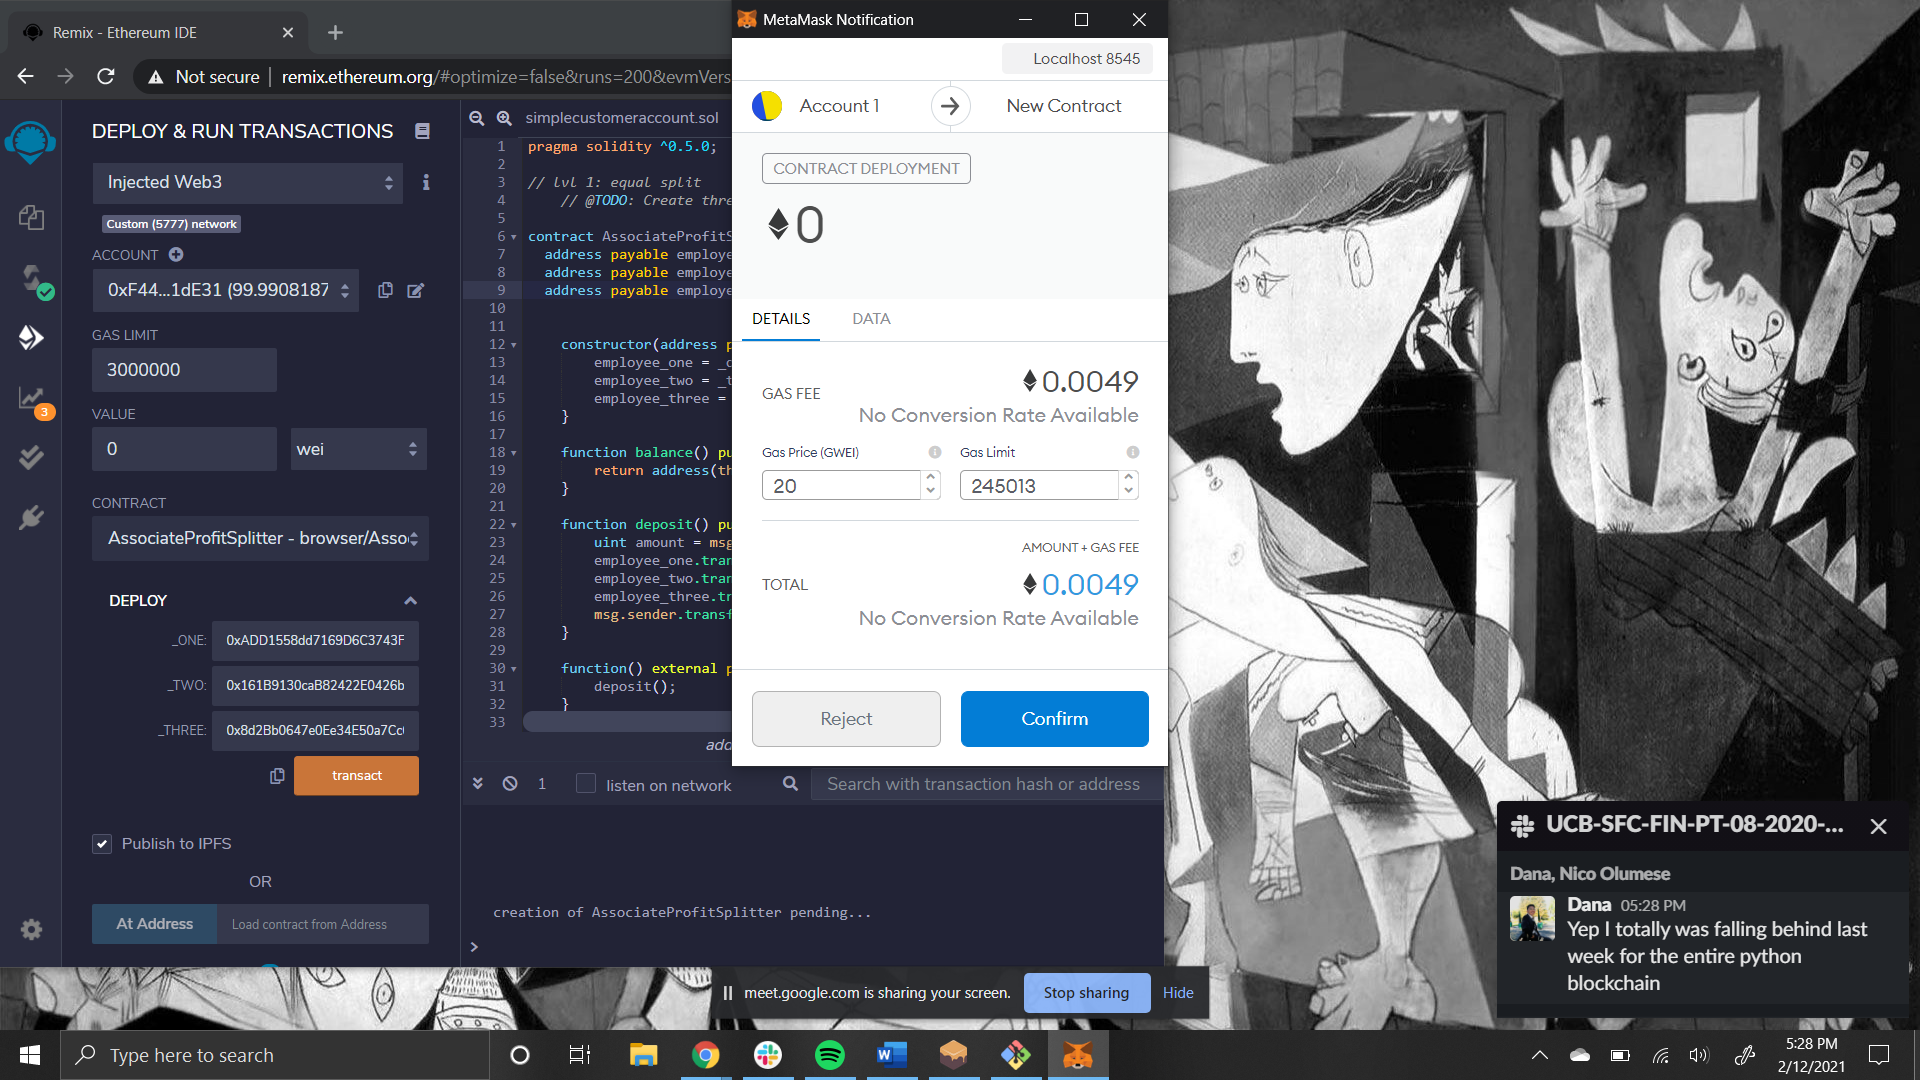 Remix - Ethereum IDE
Not secure
remix.ethereum.org/#optimize=false&runs=200&evmVers
DEPLOY & RUN TRANSACTIONS
Injected Web3
Custom (5777) network
ACCOUNT
0xF44...1dE31 (99.9908187
GAS LIMIT
3000000
VALUE
0
wei
CONTRACT
AssociateProfitSplitter - browser/Asso
DEPLOY
_ONE: 0xADD1558dd7169D6C3743F
_TWO: 0x161B9130caB82422E0426b
_THREE: 0x8d2Bb0647e0Ee34E50a7Cc
transact
Publish to IPFS
OR
At Address
Load contract from Address
3
simplecustomeraccount.sol
1 pragma solidity ^0.5.0;
2
3 // lvl 1: equal split
4 // @TODO: Create thre
5
6 contract AssociateProfitS
7 address payable employe
8 address payable employe
9 address payable employe
10
11
12 constructor(address p
13 employee_one = _o
14 employee_two = _t
15 employee_three =
16 }
17
18 function balance() pu
19 return address(th
20 }
21
22 function deposit() pu
23 uint amount = msg
24 employee_one.tran
25 employee_two.tran
26 employee_three.tr
27 msg.sender.transf
28 }
29
30 function() external p
31 deposit();
32 }
33
add
1
listen on network
Search with transaction hash or address
creation of AssociateProfitSplitter pending...
>
MetaMask Notification
Localhost 8545
Account 1
New Contract
CONTRACT DEPLOYMENT
0
DETAILS
DATA
GAS FEE
0.0049
No Conversion Rate Available
Gas Price (GWEI)
Gas Limit
20
245013
AMOUNT + GAS FEE
TOTAL
0.0049
No Conversion Rate Available
Reject
Confirm
UCB-SFC-FIN-PT-08-2020-...
Dana, Nico Olumese
Dana 05:28 PM
Yep I totally was falling behind last
week for the entire python
blockchain
meet.google.com is sharing your screen.
Stop sharing
Hide
Type here to search
5:28 PM
2/12/2021